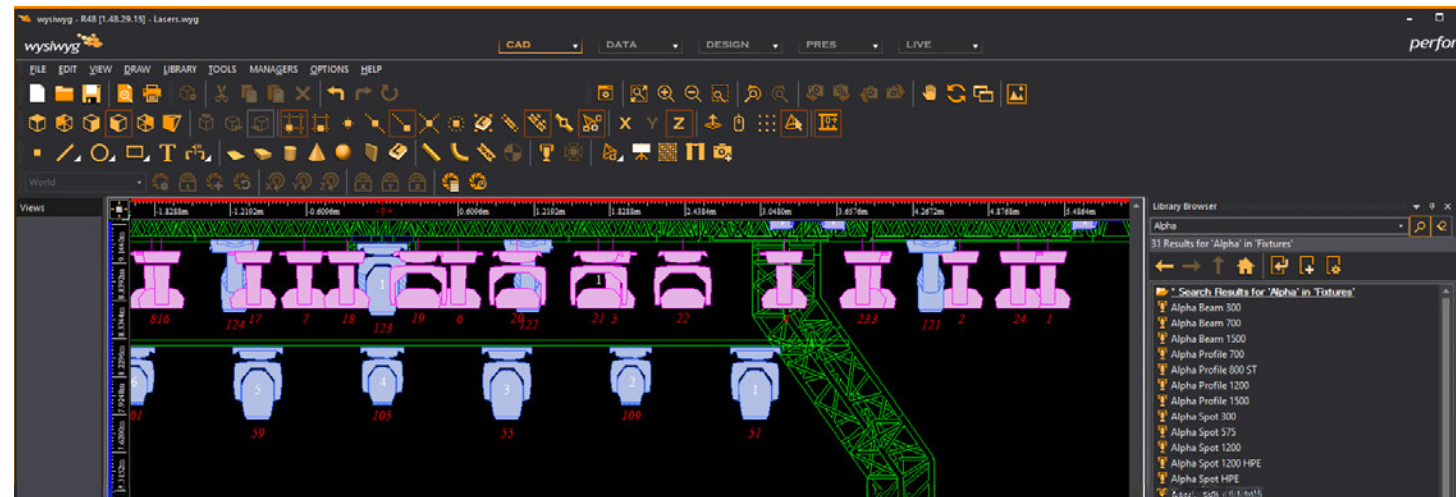 wysiwyg - R48 [1.48.29.15] - Lasers.wyg
wysiwyg CAD DATA DESIGN PRES LIVE perfor
FILE EDIT VIEW DRAW LIBRARY TOOLS MANAGERS OPTIONS HELP
X Y Z
T
World
Views
-1.8288m -1.2192m -0.6096m 0.6096m 1.2192m 1.8288m 2.4384m 3.0480m 3.6576m 4.2672m 4.8768m 5.4864m
Library Browser
Alpha
31 Results for 'Alpha' in 'Fixtures'
* Search Results for 'Alpha' in 'Fixtures'
Alpha Beam 300
Alpha Beam 700
Alpha Beam 1500
Alpha Profile 700
Alpha Profile 800 ST
Alpha Profile 1200
Alpha Profile 1500
Alpha Spot 300
Alpha Spot 575
Alpha Spot 1200
Alpha Spot 1200 HPE
Alpha Spot HPE
1 1
816 124 17 7 18 123 19 6 20 122 21 5 22 233 121 2 24 1
6 5 4 3 2 1
01 59 105 55 109 51